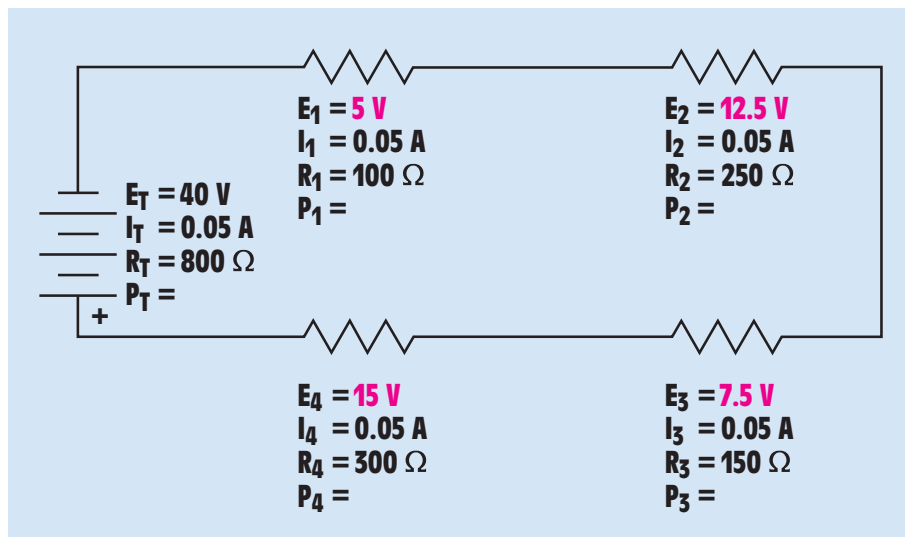 E1 = 5 V
I1 = 0.05 A
R1 = 100 Ω
P1 =
E2 = 12.5 V
I2 = 0.05 A
R2 = 250 Ω
P2 =
ET = 40 V
IT = 0.05 A
RT = 800 Ω
PT =
+
E4 = 15 V
I4 = 0.05 A
R4 = 300 Ω
P4 =
E3 = 7.5 V
I3 = 0.05 A
R3 = 150 Ω
P3 =